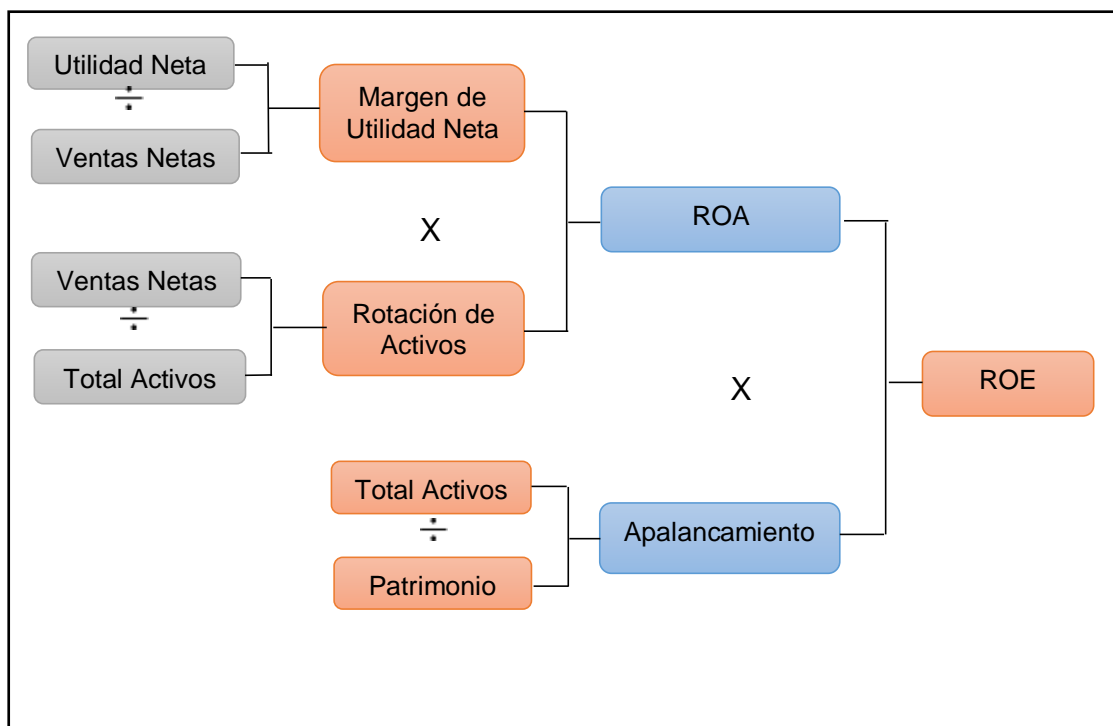 Utilidad Neta
÷
Ventas Netas
Margen de
Utilidad Neta
X
Ventas Netas
÷
Total Activos
Rotación de
Activos
ROA
X
Total Activos
÷
Patrimonio
Apalancamiento
ROE